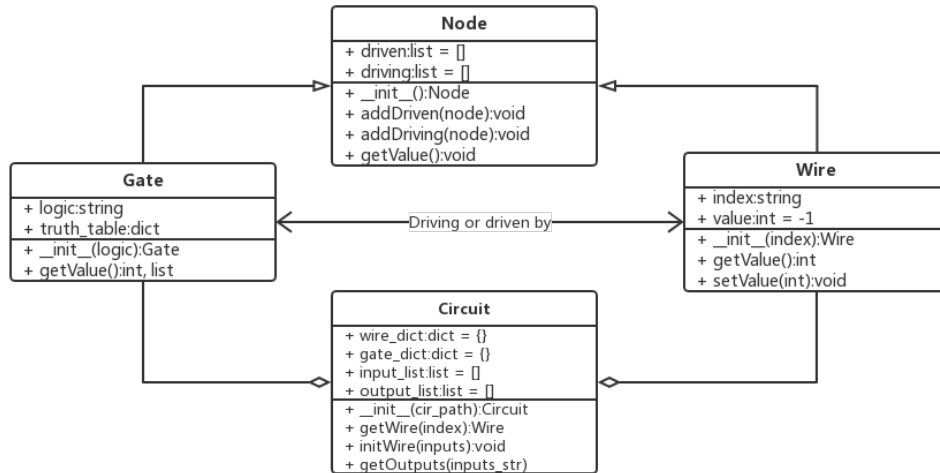 Node
+ driven:list = []
+ driving:list = []
+ __init__():Node
+ addDriven(node):void
+ addDriving(node):void
+ getValue():void
Gate
+ logic:string
+ truth_table:dict
+ __init__(logic):Gate
+ getValue():int, list
Driving or driven by
Wire
+ index:string
+ value:int = -1
+ __init__(index):Wire
+ getValue():int
+ setValue(int):void
Circuit
+ wire_dict:dict = {}
+ gate_dict:dict = {}
+ input_list:list = []
+ output_list:list = []
+ __init__(cir_path):Circuit
+ getWire(index):Wire
+ initWire(inputs):void
+ getOutputs(inputs_str)